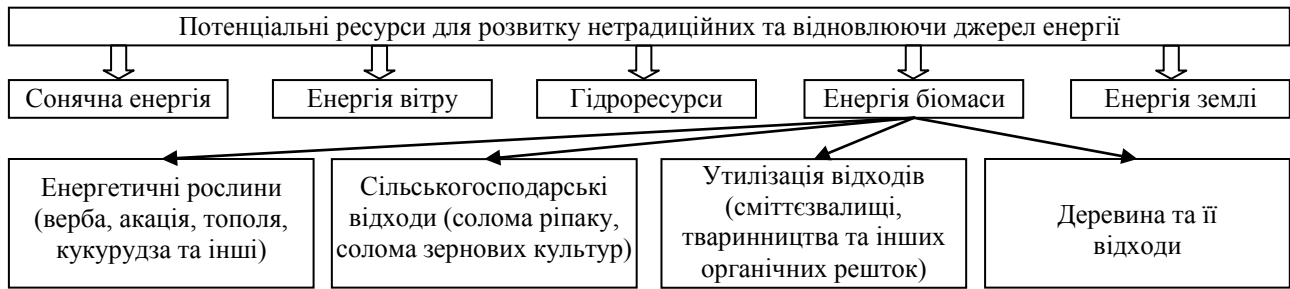 Потенціальні ресурси для розвитку нетрадиційних та відновлюючи джерел енергії
Сонячна енергія
Енергія вітру
Гідроресурси
Енергія біомаси
Енергія землі
Енергетичні рослини
(верба, акація, тополя,
кукурудза та інші)
Сільськогосподарські
відходи (солома ріпаку,
солома зернових культур)
Утилізація відходів
(сміттєзвалищі,
тваринництва та інших
органічних решток)
Деревина та її
відходи